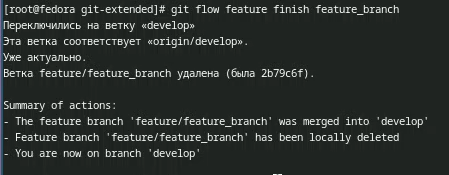 [root@fedora git-extended]# git flow feature finish feature_branch
Переключились на ветку «develop»
Эта ветка соответствует «origin/develop».
Уже актуально.
Ветка feature/feature_branch удалена (была 2b79c6f).
Summary of actions:
- The feature branch 'feature/feature_branch' was merged into 'develop'
- Feature branch 'feature/feature_branch' has been locally deleted
- You are now on branch 'develop'